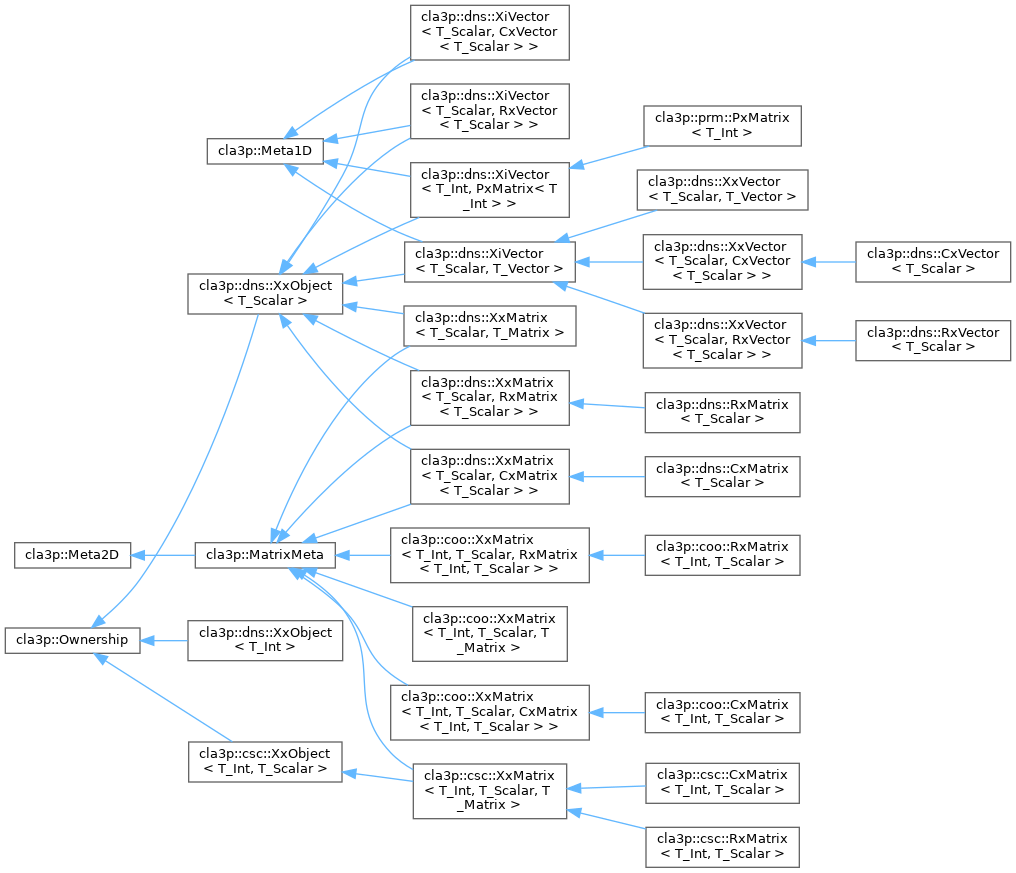 cla3p::dns::XiVector
< T_Scalar, CxVector
< T_Scalar > >
cla3p::dns::XiVector
< T_Scalar, RxVector
< T_Scalar > >
cla3p::prm::PxMatrix
< T_Int >
cla3p::Meta1D
cla3p::dns::XiVector
< T_Int, PxMatrix< T
_Int > >
cla3p::dns::XxVector
< T_Scalar, T_Vector >
cla3p::dns::XiVector
< T_Scalar, T_Vector >
cla3p::dns::XxVector
< T_Scalar, CxVector
< T_Scalar > >
cla3p::dns::CxVector
< T_Scalar >
cla3p::dns::XxObject
< T_Scalar >
cla3p::dns::XxMatrix
< T_Scalar, T_Matrix >
cla3p::dns::XxVector
< T_Scalar, RxVector
< T_Scalar > >
cla3p::dns::RxVector
< T_Scalar >
cla3p::dns::XxMatrix
< T_Scalar, RxMatrix
< T_Scalar > >
cla3p::dns::RxMatrix
< T_Scalar >
cla3p::dns::XxMatrix
< T_Scalar, CxMatrix
< T_Scalar > >
cla3p::dns::CxMatrix
< T_Scalar >
cla3p::Meta2D
cla3p::MatrixMeta
cla3p::coo::XxMatrix
< T_Int, T_Scalar, RxMatrix
< T_Int, T_Scalar > >
cla3p::coo::RxMatrix
< T_Int, T_Scalar >
cla3p::coo::XxMatrix
< T_Int, T_Scalar, T
_Matrix >
cla3p::Ownership
cla3p::dns::XxObject
< T_Int >
cla3p::coo::XxMatrix
< T_Int, T_Scalar, CxMatrix
< T_Int, T_Scalar > >
cla3p::coo::CxMatrix
< T_Int, T_Scalar >
cla3p::csc::XxObject
< T_Int, T_Scalar >
cla3p::csc::XxMatrix
< T_Int, T_Scalar, T
_Matrix >
cla3p::csc::CxMatrix
< T_Int, T_Scalar >
cla3p::csc::RxMatrix
< T_Int, T_Scalar >